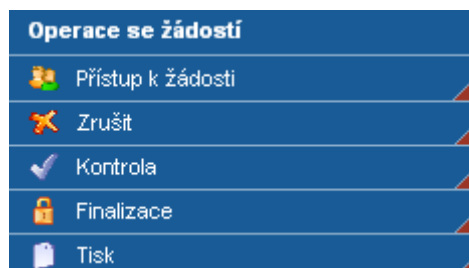 Operace se žádostí
Přístup k žádosti
Zrušit
Kontrola
Finalizace
Tisk